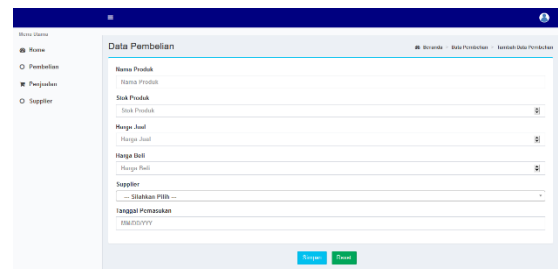 Menu Utama
Home
Pembelian
Penjualan
Supplier
Data Pembelian
Beranda
Data Pembelian
Tambah Data Pembelian
Nama Produk
Nama Produk
Stok Produk
Stok Produk
Harga Jual
Harga Jual
Harga Beli
Harga Beli
Supplier
--- Silahkan Pilih ---
Tanggal Pemasukan
MM/DD/YYYY
Simpan Reset